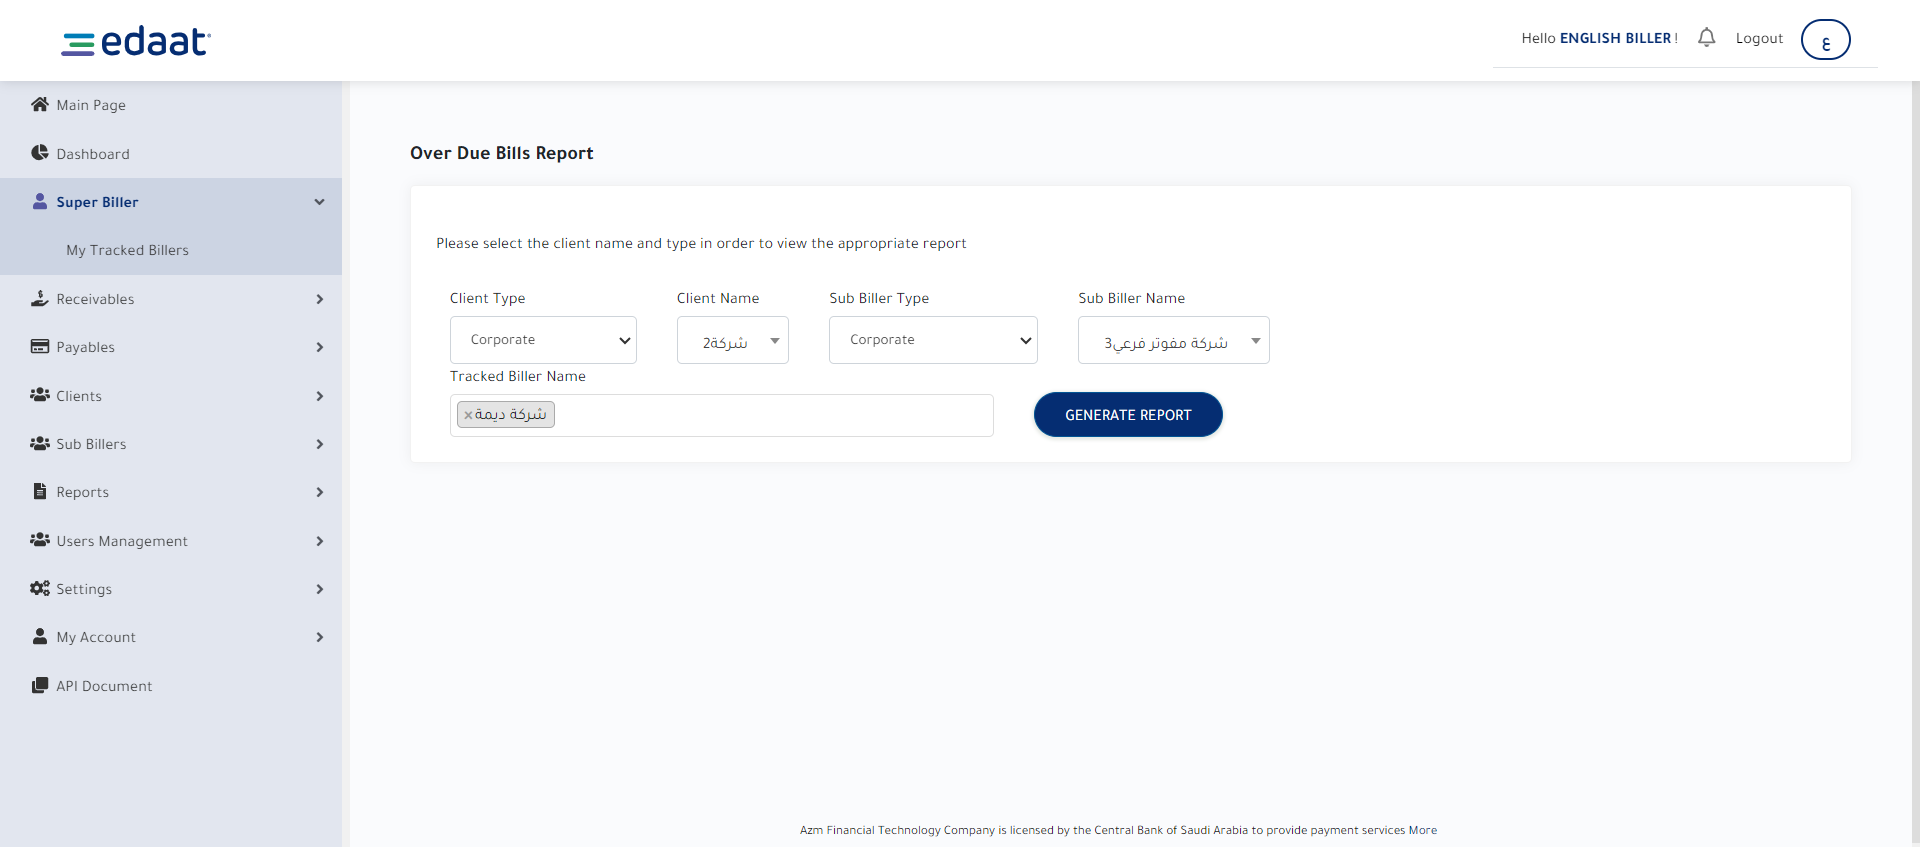 edaat
Hello ENGLISH BILLER !
Logout
ع
Main Page
Dashboard
Super Biller
My Tracked Billers
Receivables
Payables
Clients
Sub Billers
Reports
Users Management
Settings
My Account
API Document
Over Due Bills Report
Please select the client name and type in order to view the appropriate report
Client Type
Client Name
Sub Biller Type
Sub Biller Name
Corporate
شركة2
Corporate
شركة مفوتر فرعي3
Tracked Biller Name
× شركة ديمة
GENERATE REPORT
Azm Financial Technology Company is licensed by the Central Bank of Saudi Arabia to provide payment services More